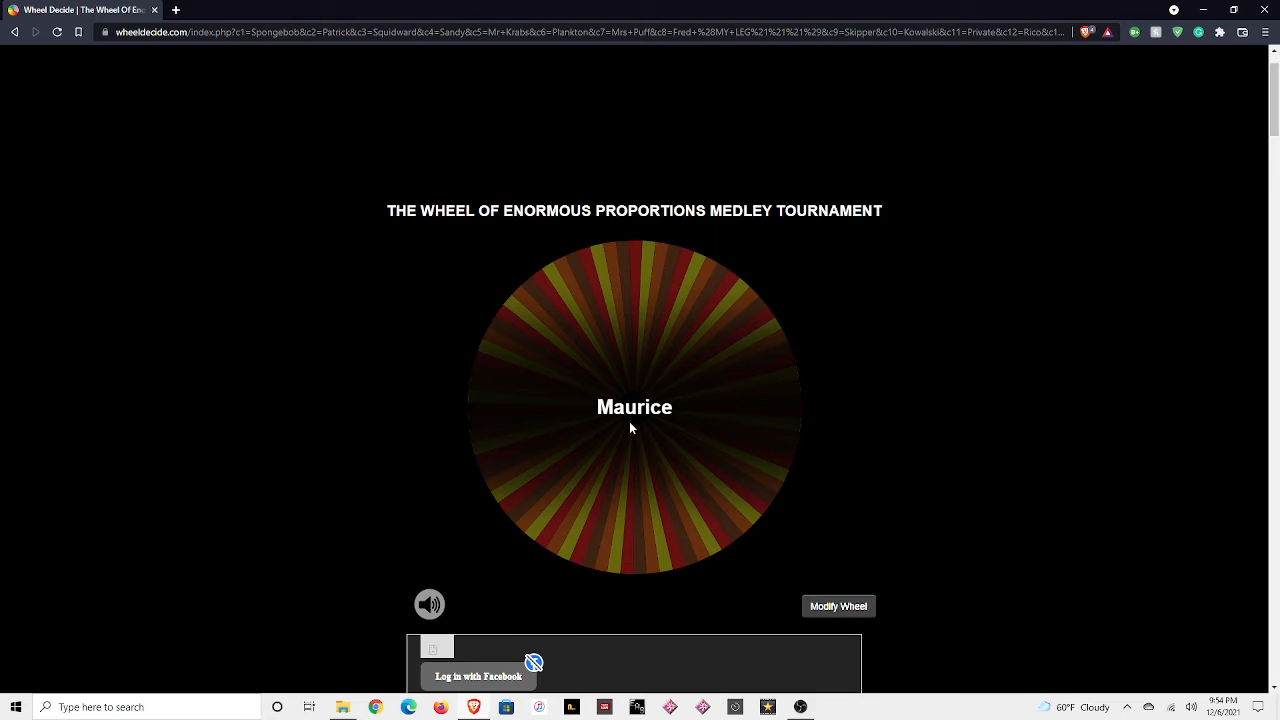 Wheel Decide | The Wheel Of Eno
wheeldecide.com/index.php?c1=Spongebob&c2=Patrick&c3=Squidward&c4=Sandy&c5=Mr+Krabs&c6=Plankton&c7=Mrs+Puff&c8=Fred+%28MY+LEG%21%21%21%29&c9=Skipper&c10=Kowalski&c11=Private&c12=Rico&c1...
THE WHEEL OF ENORMOUS PROPORTIONS MEDLEY TOURNAMENT
Maurice
Modify Wheel
Log in with Facebook
Type here to search
60°F Cloudy
9:54 PM
12/6/2021